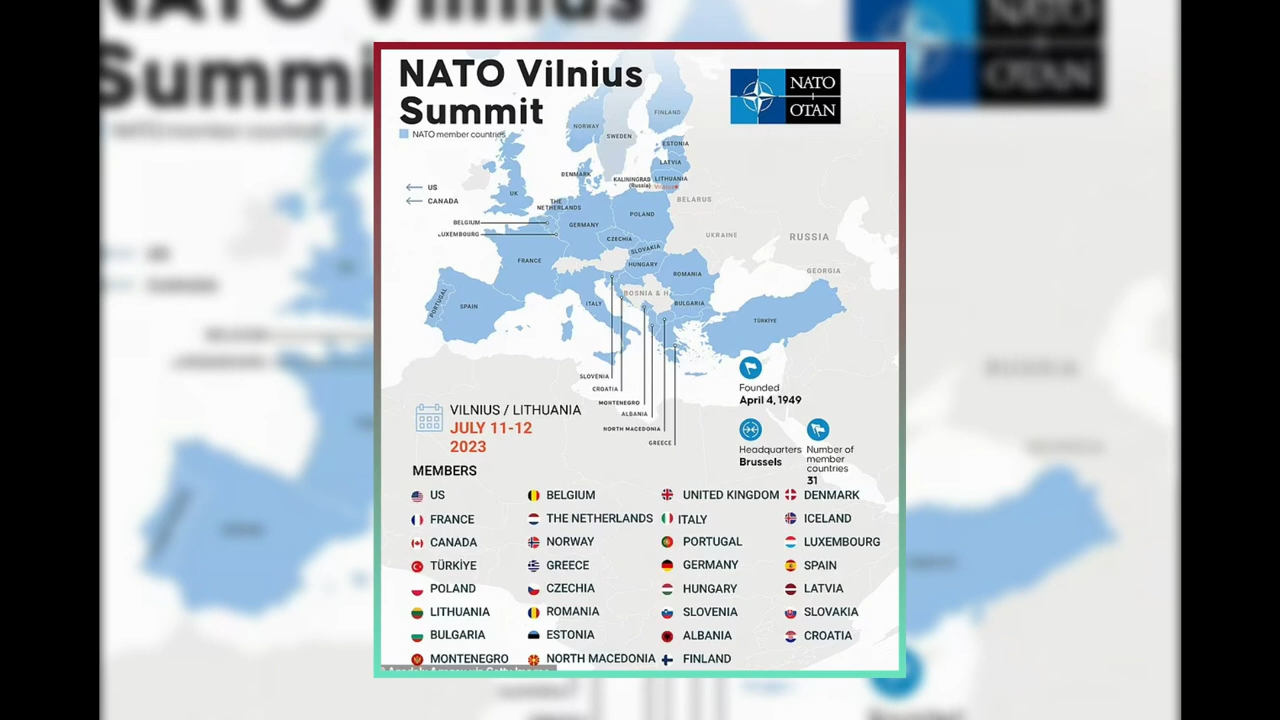 NATO Vilnius
Summit
NATO
OTAN
NATO member countries
NORWAY
SWEDEN
FINLAND
ESTONIA
LATVIA
LITHUANIA
KALININGRAD
(Russia)
DENMARK
US
CANADA
UK
THE
NETHERLANDS
BELARUS
POLAND
BELGIUM
GERMANY
LUXEMBOURG
CZECHIA
UKRAINE
RUSSIA
SLOVAKIA
FRANCE
HUNGARY
ROMANIA
GEORGIA
BOSNIA & H
PORTUGAL
SPAIN
ITALY
BULGARIA
TÜRKİYE
SLOVENIA
CROATIA
MONTENEGRO
ALBANIA
NORTH MACEDONIA
GREECE
VILNIUS / LITHUANIA
JULY 11-12
2023
Founded
April 4, 1949
Headquarters
Brussels
Number of
member
countries
31
MEMBERS
US
BELGIUM
UNITED KINGDOM
DENMARK
FRANCE
THE NETHERLANDS
ITALY
ICELAND
CANADA
NORWAY
PORTUGAL
LUXEMBOURG
TÜRKİYE
GREECE
GERMANY
SPAIN
POLAND
CZECHIA
HUNGARY
LATVIA
LITHUANIA
ROMANIA
SLOVENIA
SLOVAKIA
BULGARIA
ESTONIA
ALBANIA
CROATIA
MONTENEGRO
NORTH MACEDONIA
FINLAND